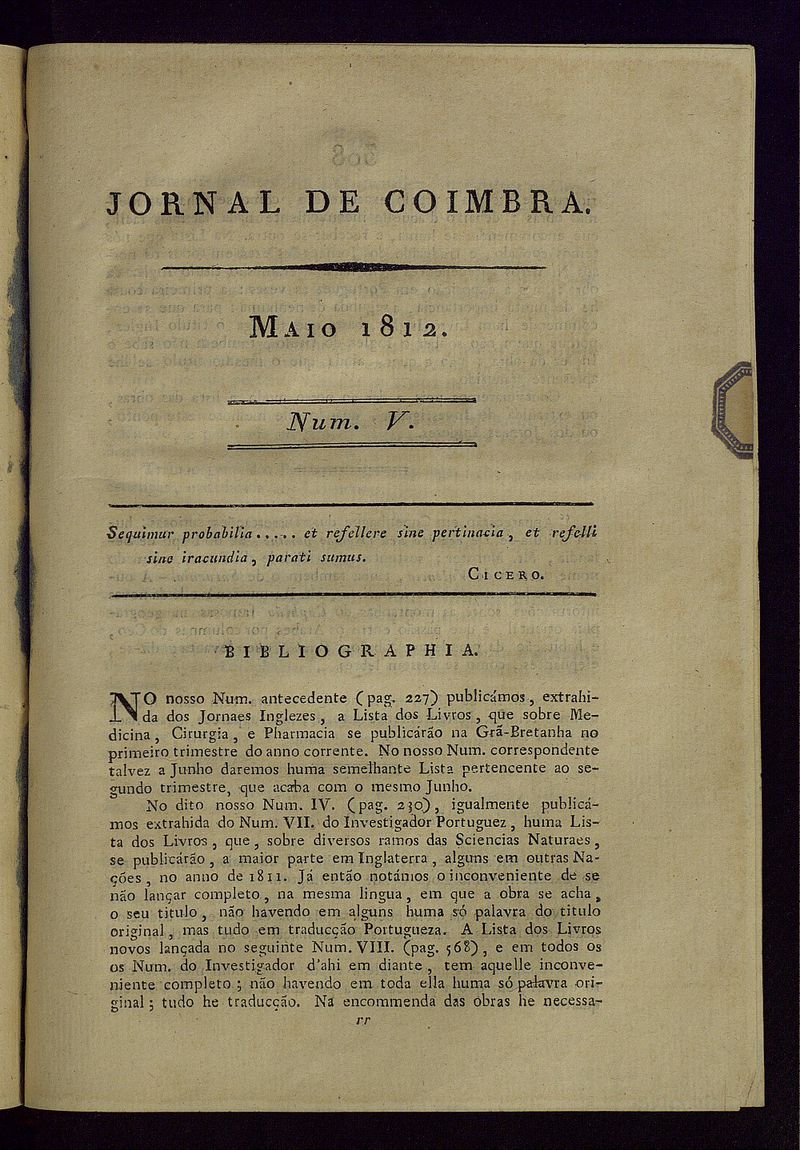 JORNAL DE COIMBRA.
MAIO 1812.
Num. V.
Sequimur probabilia ..... et refellere sine pertinacia, et refelli
sine iracundia, parati sumus.
CICERO.
BIBLIOGRAPHIA.
NO nosso Num. antecedente (pag. 227) publicámos, extrahi-
da dos Jornaes Inglezes, a Lista dos Livros, que sobre Me-
dicina, Cirurgia, e Pharmacia se publicárão na Grã-Bretanha no
primeiro trimestre do anno corrente. No nosso Num. correspondente
talvez a Junho daremos huma semelhante Lista pertencente ao se-
gundo trimestre, que acaba com o mesmo Junho.
No dito nosso Num. IV. (pag. 230), igualmente publicá-
mos extrahida do Num. VII. do Investigador Portuguez, huma Lis-
ta dos Livros, que, sobre diversos ramos das Sciencias Naturaes,
se publicárão, a maior parte em Inglaterra, alguns em outras Na-
ções, no anno de 1811. Já então notámos o inconveniente de se
não lançar completo, na mesma lingua, em que a obra se acha,
o seu titulo, não havendo em alguns huma só palavra do titulo
original, mas tudo em traducção Portugueza. A Lista dos Livros
novos lançada no seguinte Num. VIII. (pag. 568), e em todos os
os Num. do Investigador d'ahi em diante, tem aquelle inconve-
niente completo; não havendo em toda ella huma só palavra ori-
ginal; tudo he traducção. Na encommenda das obras he necessa-
rr